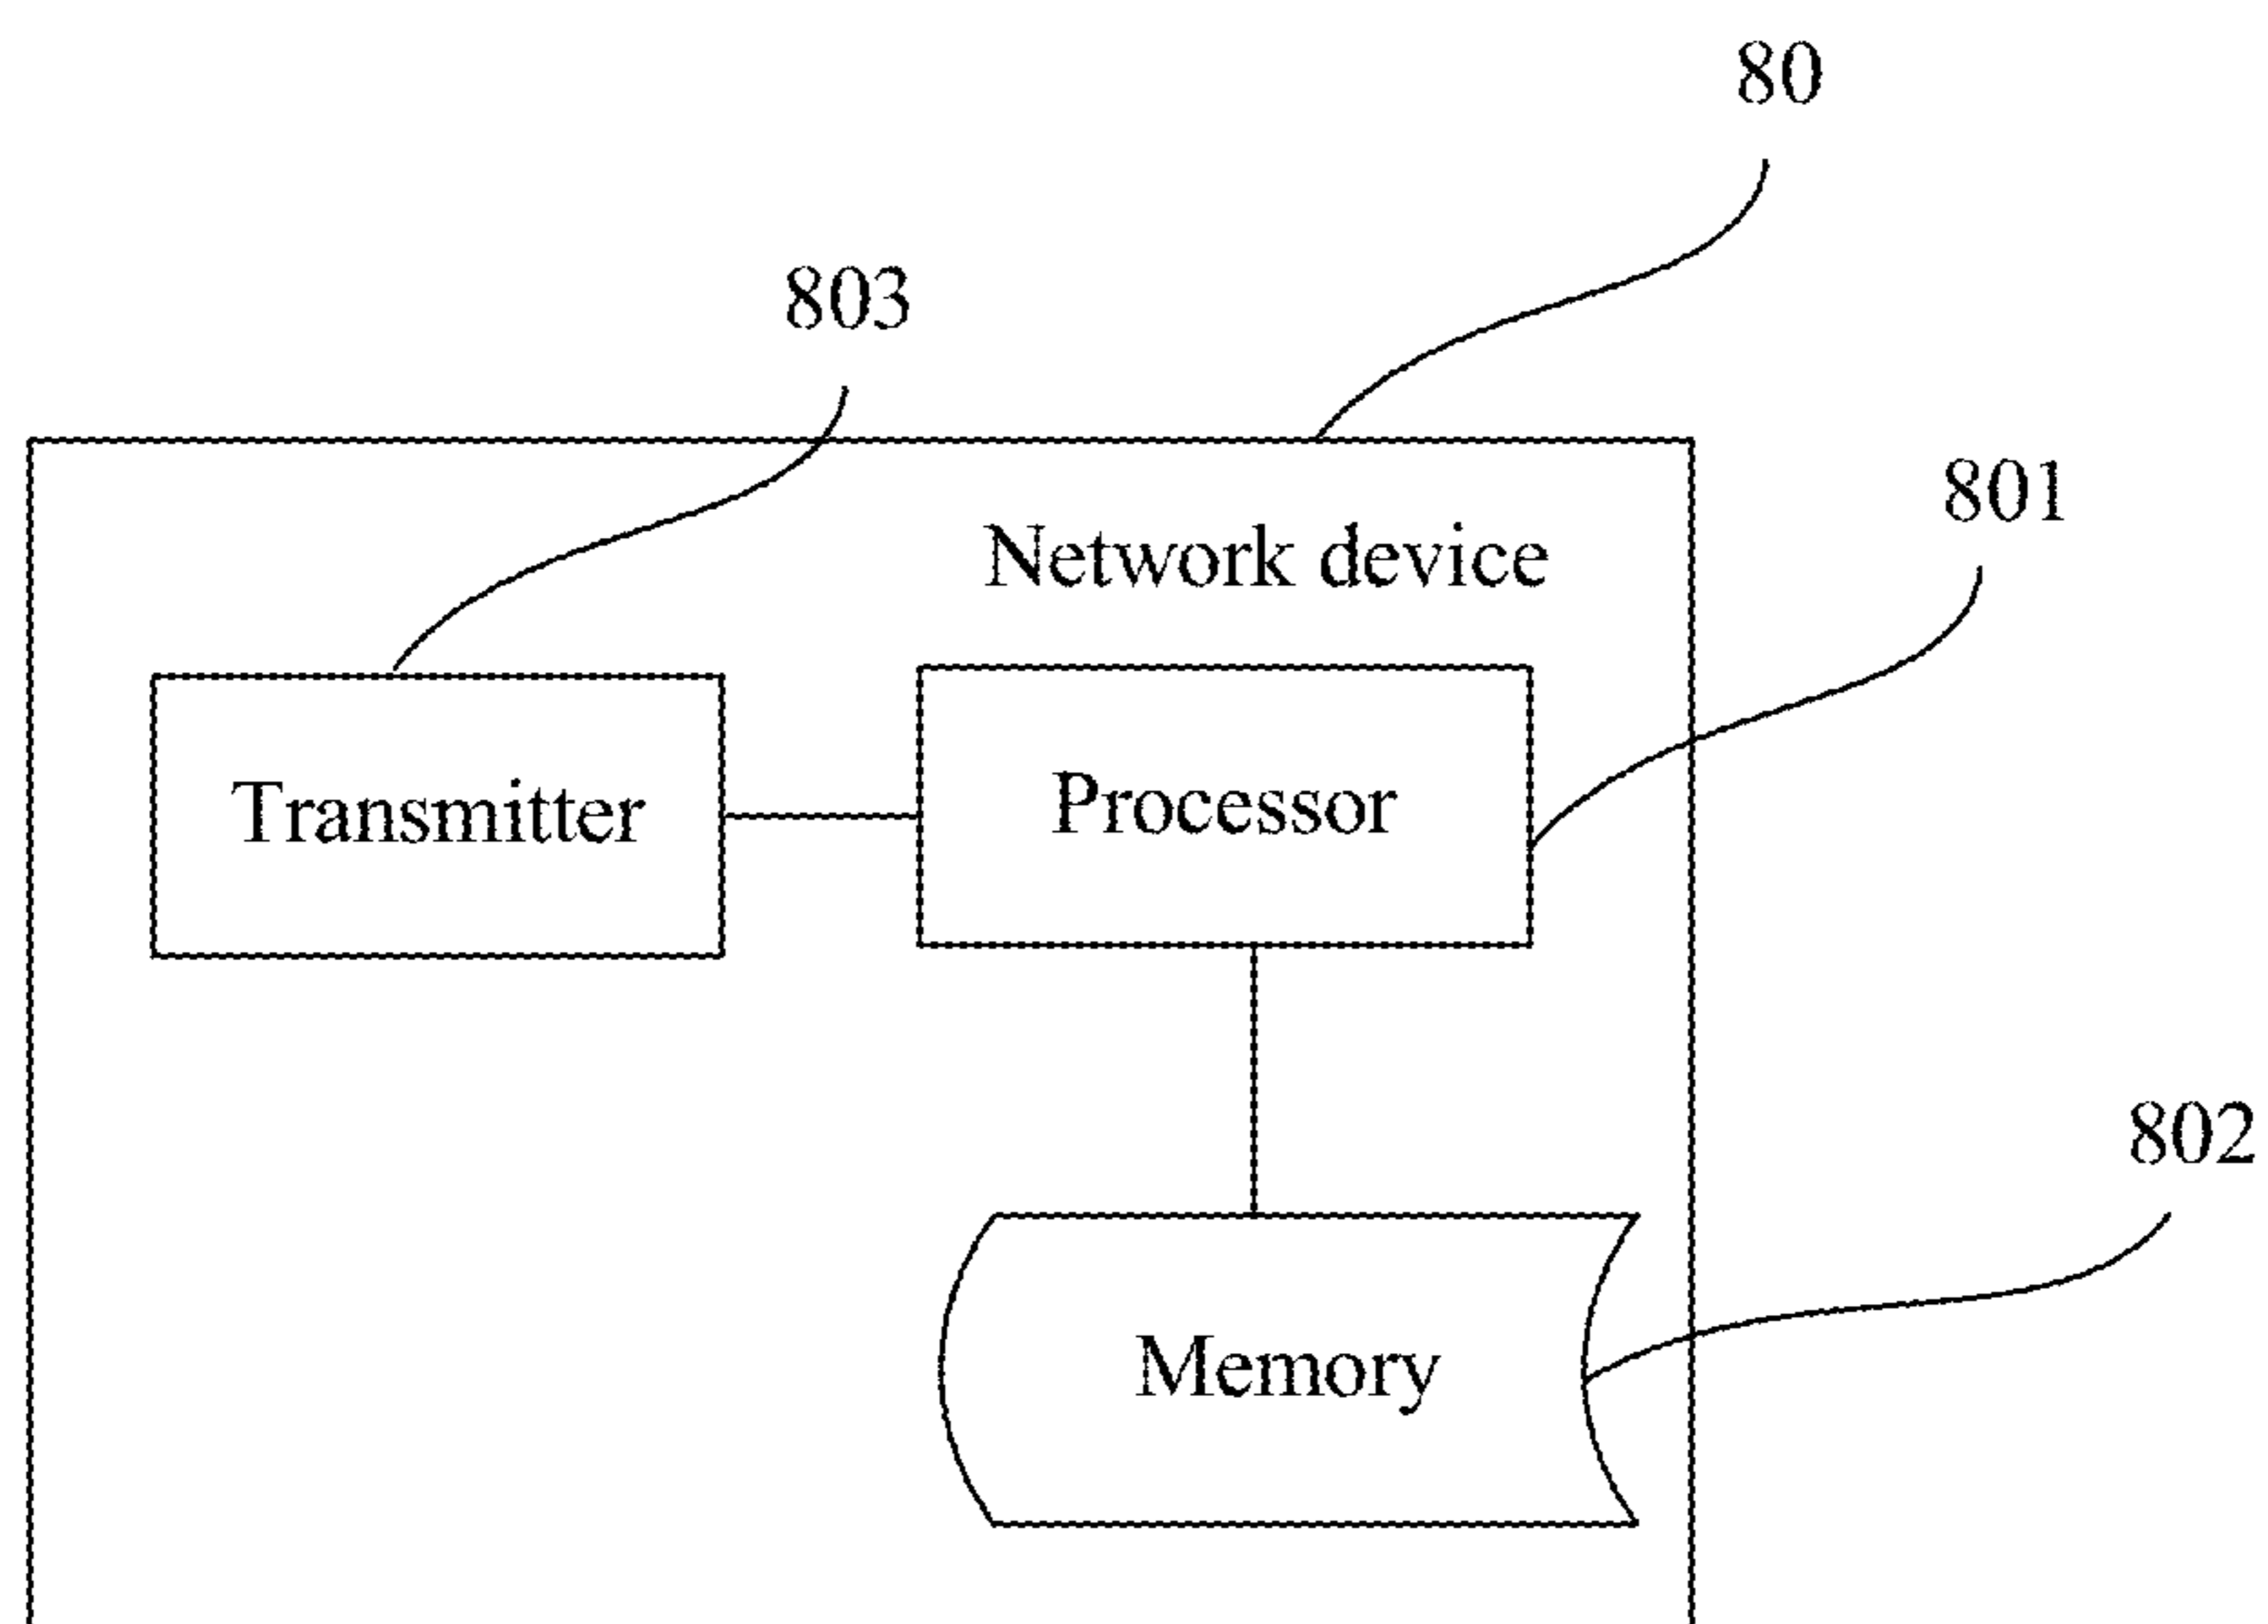 80
803
801
Network device
Transmitter
Processor
802
Memory